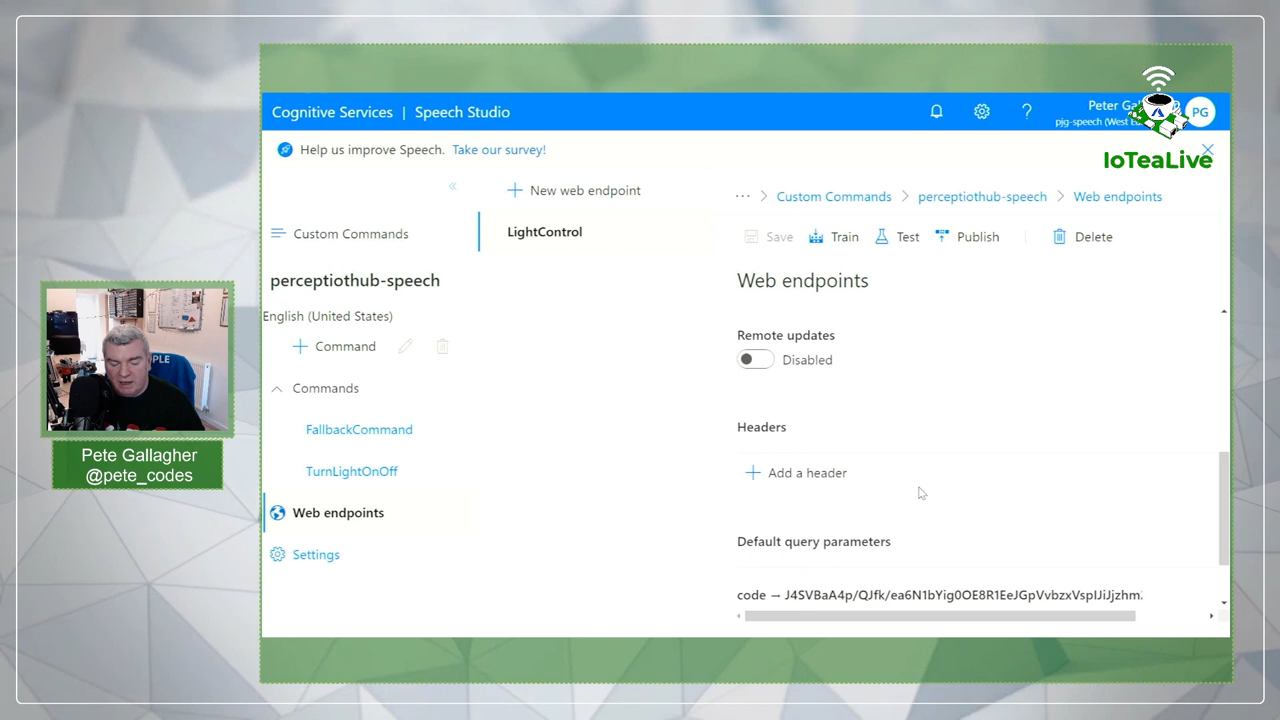 Cognitive Services | Speech Studio
Peter Ga
pjg-speech (West E
PG
IoTeaLive
Help us improve Speech. Take our survey!
New web endpoint
... > Custom Commands > perceptiothub-speech > Web endpoints
Custom Commands
LightControl
Save
Train
Test
Publish
Delete
perceptiothub-speech
Web endpoints
English (United States)
Command
Remote updates
Disabled
Commands
FallbackCommand
Headers
TurnLightOnOff
Add a header
Web endpoints
Default query parameters
Settings
code → J4SVBaA4p/QJfk/ea6N1bYig0OE8R1EeJGpVvbzxVspIJiJjzhm
PLE
Pete Gallagher
@pete_codes